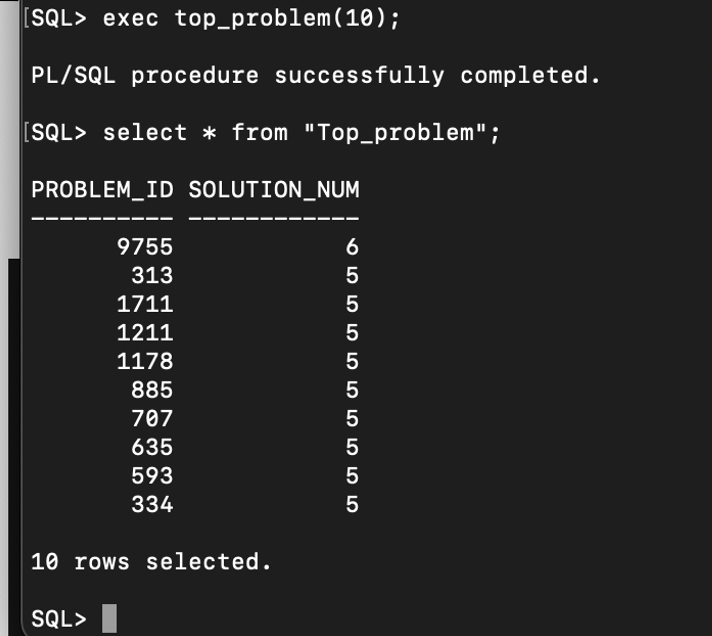 [SQL> exec top_problem(10);
PL/SQL procedure successfully completed.
[SQL> select * from "Top_problem";
PROBLEM_ID SOLUTION_NUM
---------- ------------
9755 6
313 5
1711 5
1211 5
1178 5
885 5
707 5
635 5
593 5
334 5
10 rows selected.
SQL>